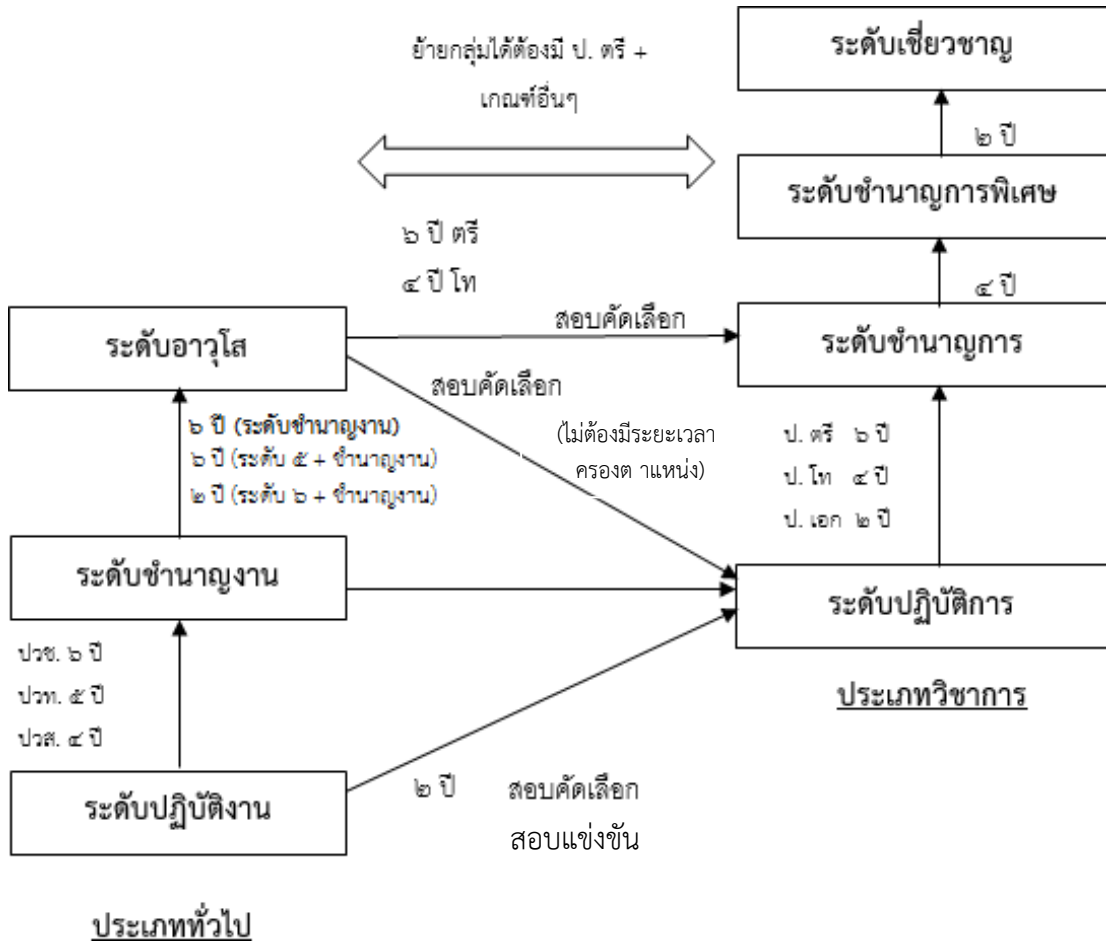 ย้ายกลุ่มได้ต้องมี ป. ตรี +
เกณฑ์อื่นๆ
ระดับเชี่ยวชาญ
๒ ปี
ระดับชำนาญการพิเศษ
๖ ปี ตรี
๔ ปี โท
๔ ปี
ระดับอาวุโส
สอบคัดเลือก
ระดับชำนาญการ
สอบคัดเลือก
(ไม่ต้องมีระยะเวลา
ครองต าแหน่ง)
๖ ปี (ระดับชำนาญงาน)
๖ ปี (ระดับ ๕ + ชำนาญงาน)
๒ ปี (ระดับ ๖ + ชำนาญงาน)
ป. ตรี ๖ ปี
ป. โท ๔ ปี
ป. เอก ๒ ปี
ระดับชำนาญงาน
ระดับปฏิบัติการ
ปวช. ๖ ปี
ปวท. ๕ ปี
ปวส. ๔ ปี
ประเภทวิชาการ
ระดับปฏิบัติงาน
๒ ปี สอบคัดเลือก
สอบแข่งขัน
ประเภททั่วไป